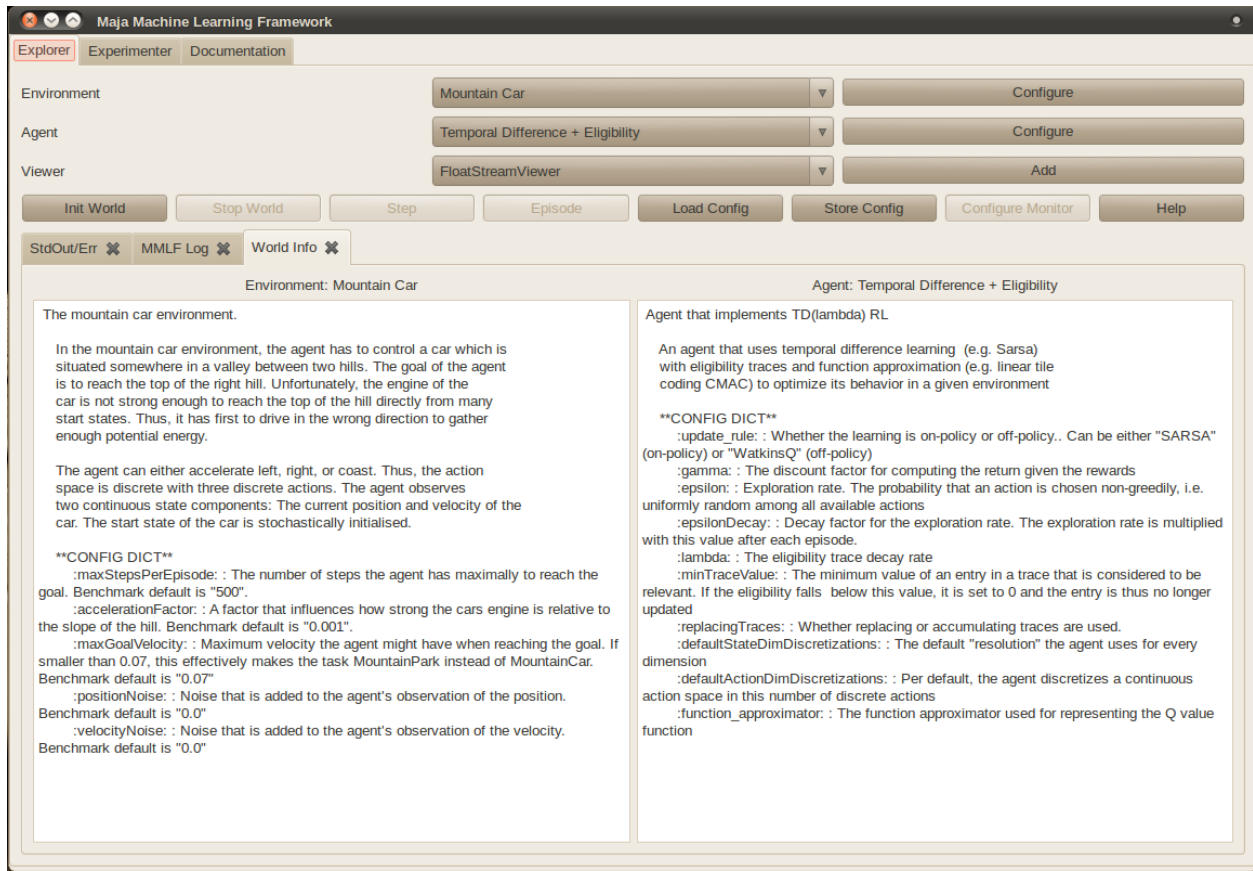 Maja Machine Learning Framework
Explorer Experimenter Documentation
Environment Mountain Car Configure
Agent Temporal Difference + Eligibility Configure
Viewer FloatStreamViewer Add
Init World Stop World Step Episode Load Config Store Config Configure Monitor Help
StdOut/Err MMLF Log World Info
Environment: Mountain Car
The mountain car environment.
In the mountain car environment, the agent has to control a car which is
situated somewhere in a valley between two hills. The goal of the agent
is to reach the top of the right hill. Unfortunately, the engine of the
car is not strong enough to reach the top of the hill directly from many
start states. Thus, it has first to drive in the wrong direction to gather
enough potential energy.
The agent can either accelerate left, right, or coast. Thus, the action
space is discrete with three discrete actions. The agent observes
two continuous state components: The current position and velocity of the
car. The start state of the car is stochastically initialised.
**CONFIG DICT**
:maxStepsPerEpisode: : The number of steps the agent has maximally to reach the
goal. Benchmark default is "500".
:accelerationFactor: : A factor that influences how strong the cars engine is relative to
the slope of the hill. Benchmark default is "0.001".
:maxGoalVelocity: : Maximum velocity the agent might have when reaching the goal. If
smaller than 0.07, this effectively makes the task MountainPark instead of MountainCar.
Benchmark default is "0.07"
:positionNoise: : Noise that is added to the agent's observation of the position.
Benchmark default is "0.0"
:velocityNoise: : Noise that is added to the agent's observation of the velocity.
Benchmark default is "0.0"
Agent: Temporal Difference + Eligibility
Agent that implements TD(lambda) RL
An agent that uses temporal difference learning (e.g. Sarsa)
with eligibility traces and function approximation (e.g. linear tile
coding CMAC) to optimize its behavior in a given environment
**CONFIG DICT**
:update_rule: : Whether the learning is on-policy or off-policy.. Can be either "SARSA"
(on-policy) or "WatkinsQ" (off-policy)
:gamma: : The discount factor for computing the return given the rewards
:epsilon: : Exploration rate. The probability that an action is chosen non-greedily, i.e.
uniformly random among all available actions
:epsilonDecay: : Decay factor for the exploration rate. The exploration rate is multiplied
with this value after each episode.
:lambda: : The eligibility trace decay rate
:minTraceValue: : The minimum value of an entry in a trace that is considered to be
relevant. If the eligibility falls below this value, it is set to 0 and the entry is thus no longer
updated
:replacingTraces: : Whether replacing or accumulating traces are used.
:defaultStateDimDiscretizations: : The default "resolution" the agent uses for every
dimension
:defaultActionDimDiscretizations: : Per default, the agent discretizes a continuous
action space in this number of discrete actions
:function_approximator: : The function approximator used for representing the Q value
function